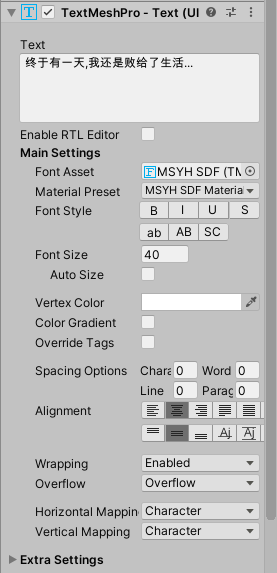 TextMeshPro - Text (UI
Text
终于有一天,我还是败给了生活...
Enable RTL Editor
Main Settings
Font Asset MSYH SDF (TM
Material Preset MSYH SDF Materia
Font Style B I U S
ab AB SC
Font Size 40
Auto Size
Vertex Color
Color Gradient
Override Tags
Spacing Options Chara 0 Word 0
Line 0 Parag 0
Alignment
Wrapping Enabled
Overflow Overflow
Horizontal Mapping Character
Vertical Mapping Character
Extra Settings